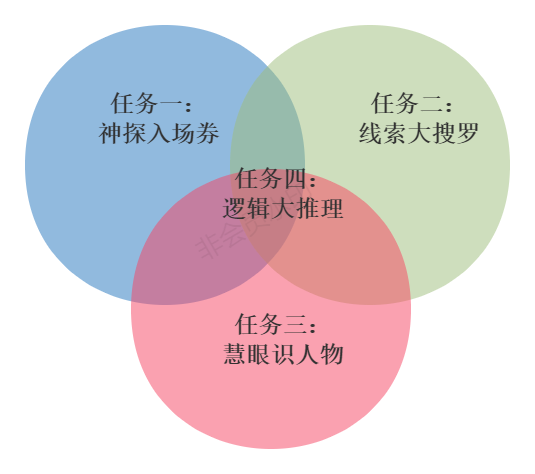 任务一：
神探入场券
任务二：
线索大搜罗
任务四：
逻辑大推理
任务三：
慧眼识人物